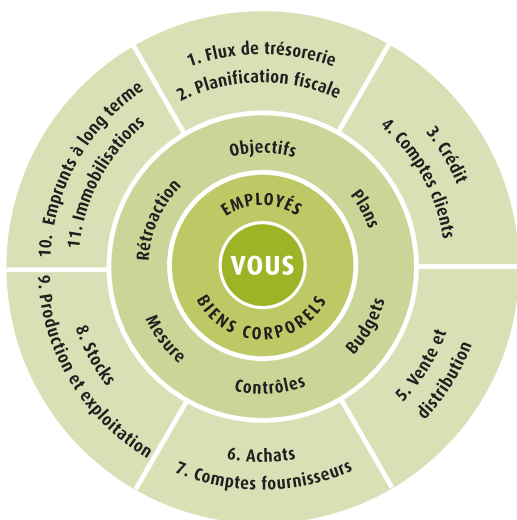 1. Flux de trésorerie
2. Planification fiscale
3. Crédit
4. Comptes clients
5. Vente et
distribution
6. Achats
7. Comptes fournisseurs
8. Stocks
9. Production et exploitation
10. Emprunts à long terme
11. Immobilisations
Objectifs
Plans
Budgets
Contrôles
Mesure
Rétroaction
EMPLOYÉS
VOUS
BIENS CORPORELS